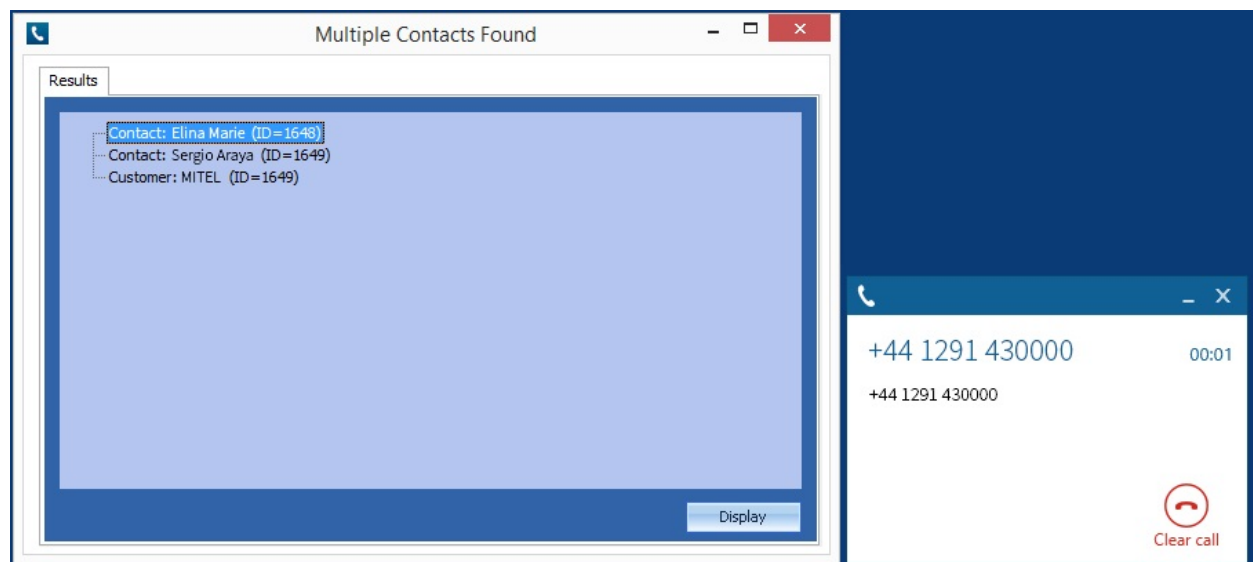 Multiple Contacts Found
Results
Contact: Elina Marie (ID=1648)
Contact: Sergio Araya (ID=1649)
Customer: MITEL (ID=1649)
Display
+44 1291 430000
00:01
+44 1291 430000
Clear call